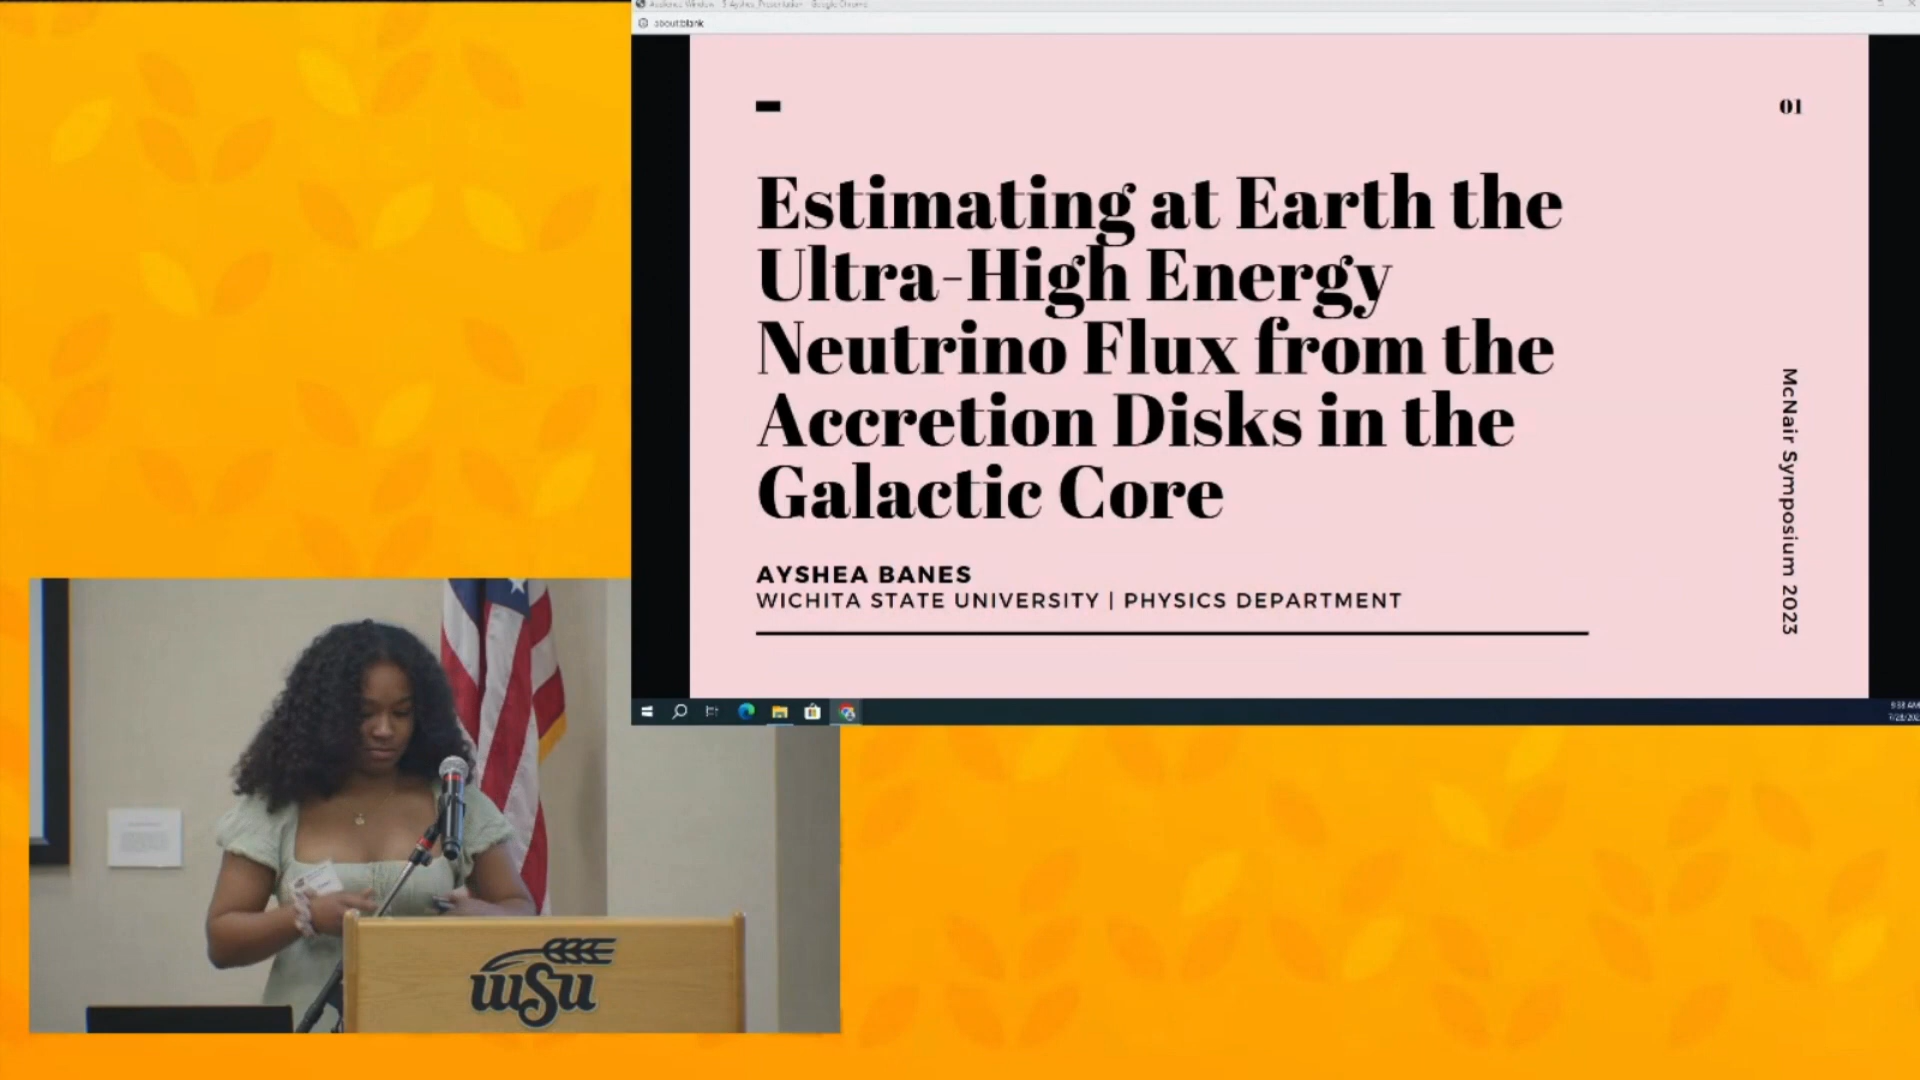 about:blank
01
Estimating at Earth the
Ultra-High Energy
Neutrino Flux from the
Accretion Disks in the
Galactic Core
AYSHEA BANES
WICHITA STATE UNIVERSITY | PHYSICS DEPARTMENT
McNair Symposium 2023
wsu